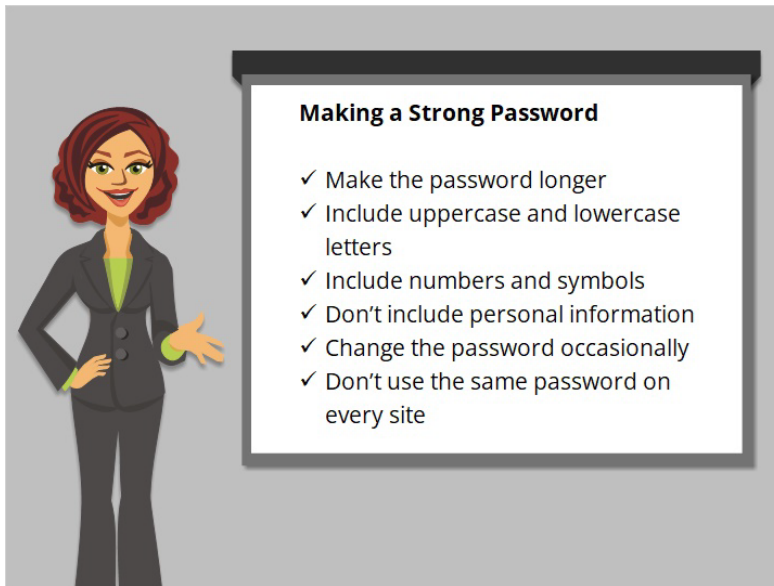 Making a Strong Password
✓ Make the password longer
✓ Include uppercase and lowercase
letters
✓ Include numbers and symbols
✓ Don’t include personal information
✓ Change the password occasionally
✓ Don’t use the same password on
every site